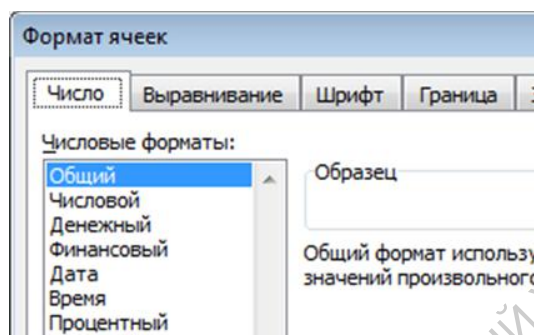 Формат ячеек
Число Выравнивание Шрифт Граница
Числовые форматы:
Общий
Числовой
Денежный
Финансовый
Дата
Время
Процентный
Образец
Общий формат использу
значений произвольног